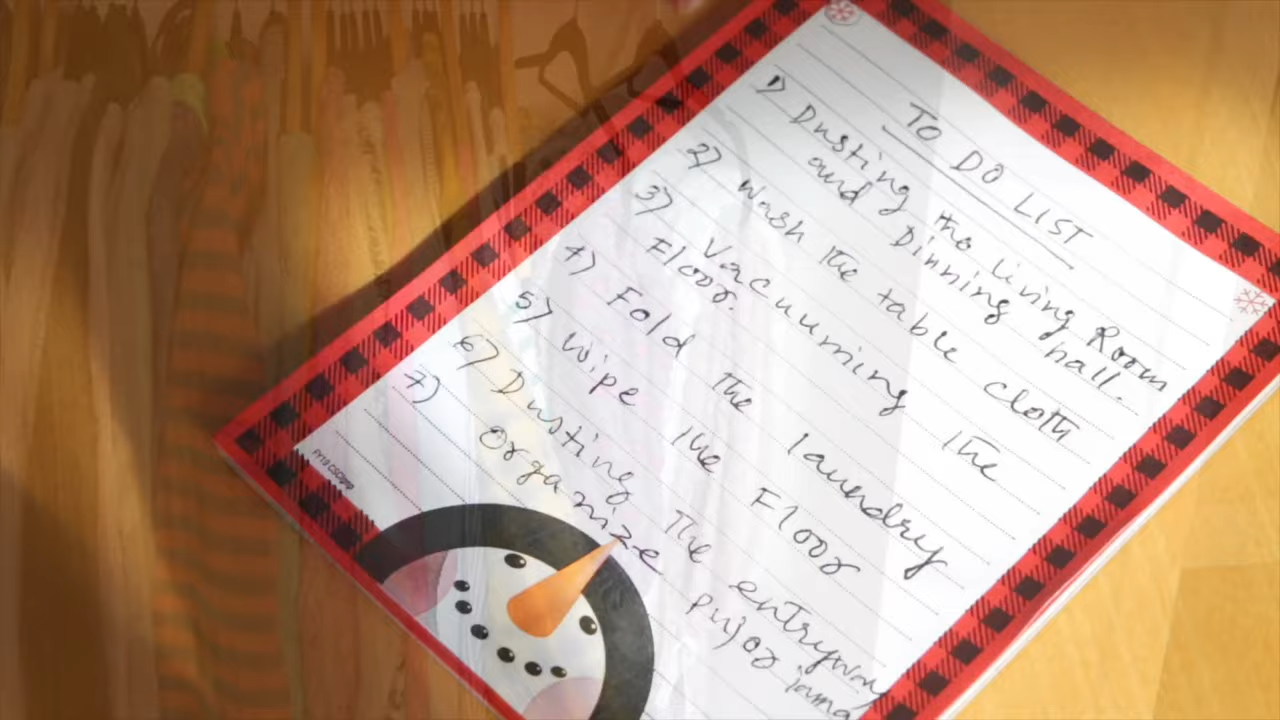 TO DO LIST
1) Dusting the living Room
and Dinning hall.
2) Wash the table cloth
3) Vacuuming the
Floor.
4) Fold the laundry
5) Wipe the Floor
6) Dusting the entryway
7) Organize